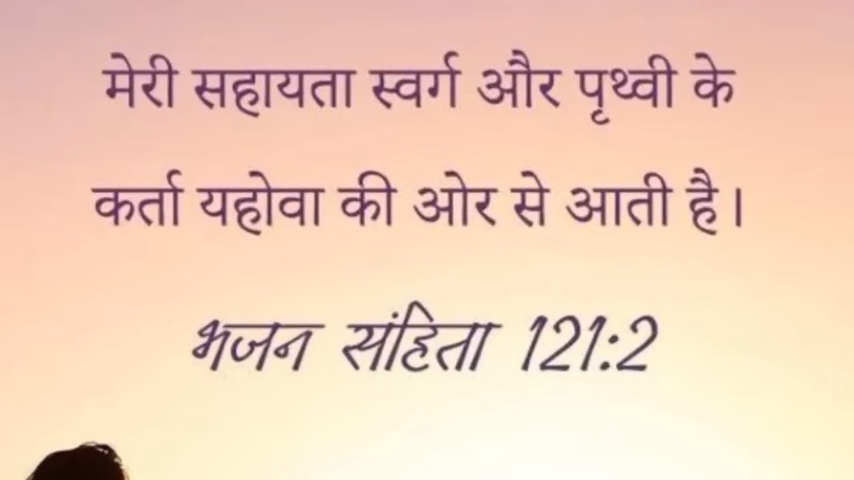 मेरी सहायता स्वर्ग और पृथ्वी के
कर्ता यहोवा की ओर से आती है।
भजन संहिता 121:2